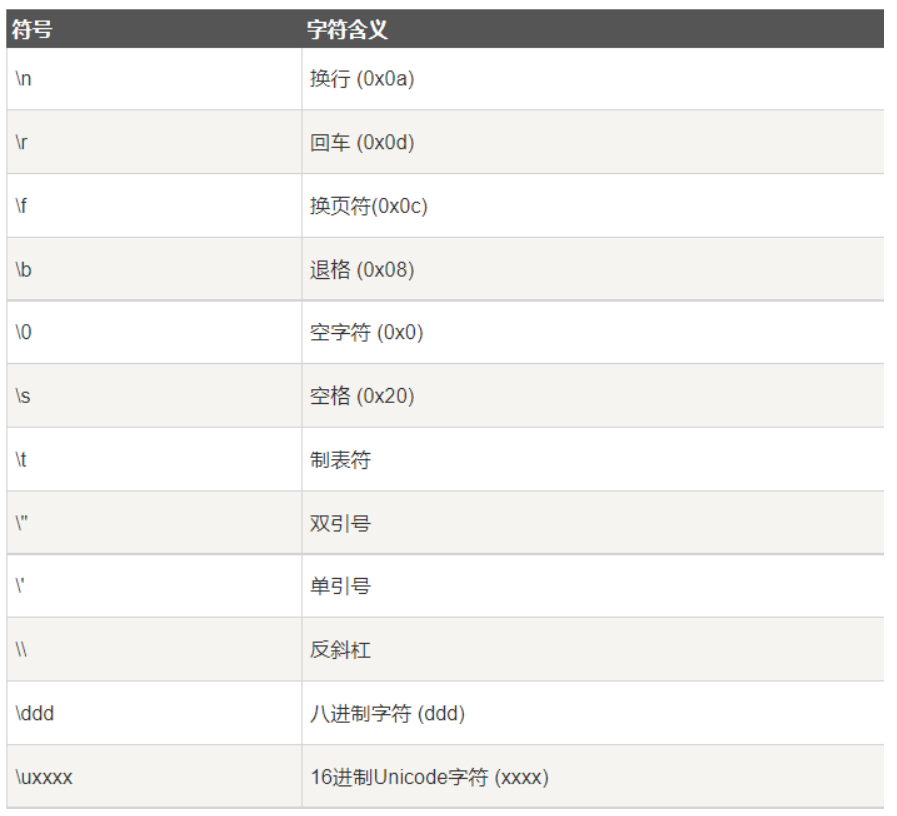 符号 字符含义
\n 换行 (0x0a)
\r 回车 (0x0d)
\f 换页符(0x0c)
\b 退格 (0x08)
\0 空字符 (0x0)
\s 空格 (0x20)
\t 制表符
\" 双引号
\' 单引号
\\ 反斜杠
\ddd 八进制字符 (ddd)
\uxxxx 16进制Unicode字符 (xxxx)